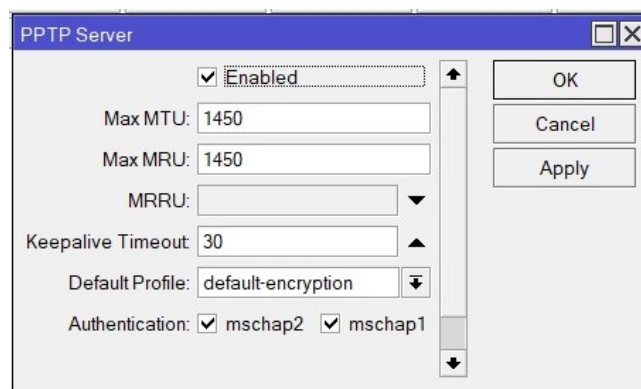 PPTP Server
Enabled
OK
Max MTU: 1450
Cancel
Max MRU: 1450
Apply
MRRU:
Keepalive Timeout: 30
Default Profile: default-encryption
Authentication: mschap2 mschap1